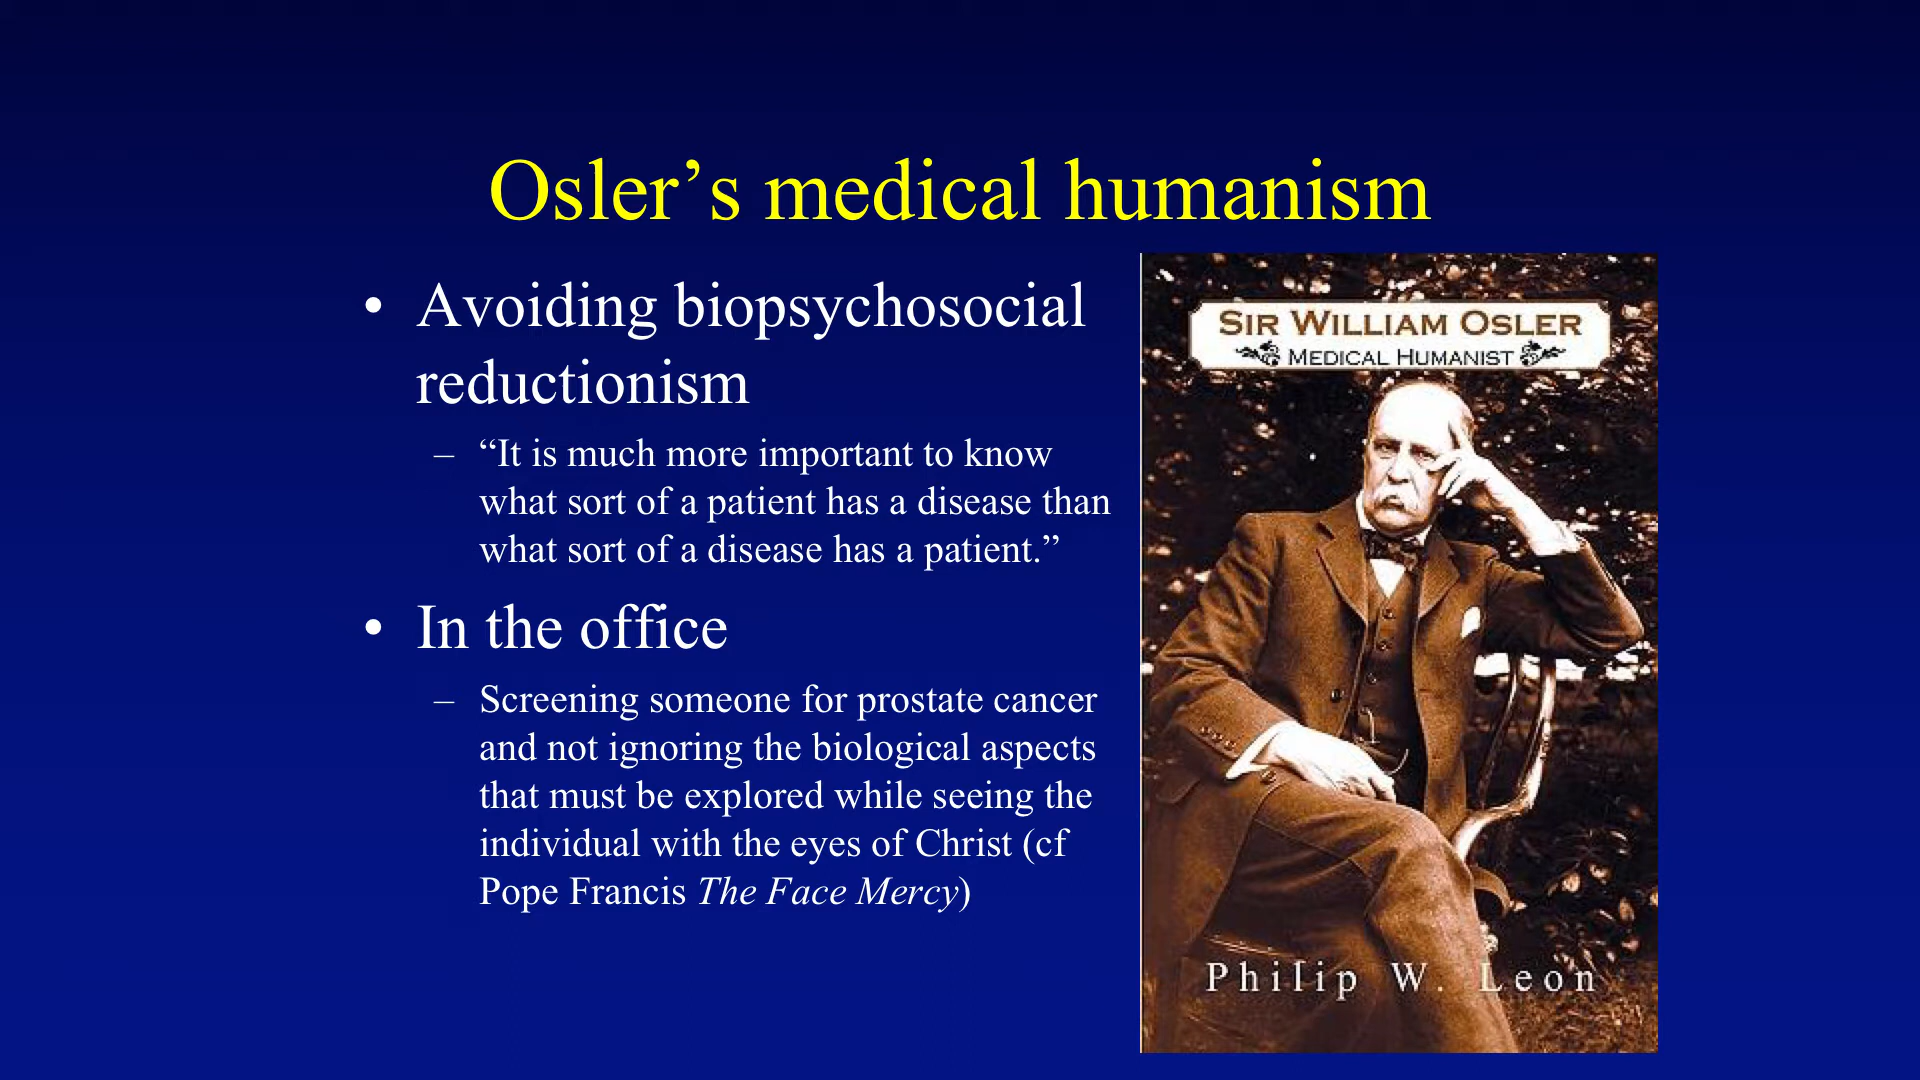 Osler’s medical humanism
• Avoiding biopsychosocial
reductionism
– “It is much more important to know
what sort of a patient has a disease than
what sort of a disease has a patient.”
• In the office
– Screening someone for prostate cancer
and not ignoring the biological aspects
that must be explored while seeing the
individual with the eyes of Christ (cf
Pope Francis The Face Mercy)
SIR WILLIAM OSLER
MEDICAL HUMANIST
Philip W. Leon